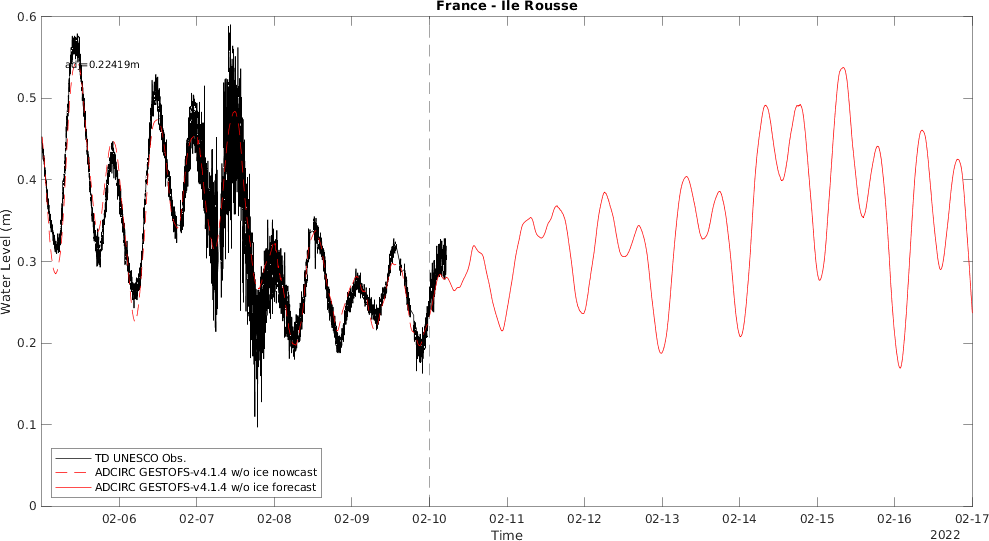 France - Ile Rousse
0.6
0.5
0.4
0.3
0.2
0.1
0
Water Level (m)
=0.22419m
TD UNESCO Obs.
ADCIRC GESTOFS-v4.1.4 w/o ice nowcast
ADCIRC GESTOFS-v4.1.4 w/o ice forecast
02-06 02-07 02-08 02-09 02-10 02-11 02-12 02-13 02-14 02-15 02-16 02-17
Time
2022